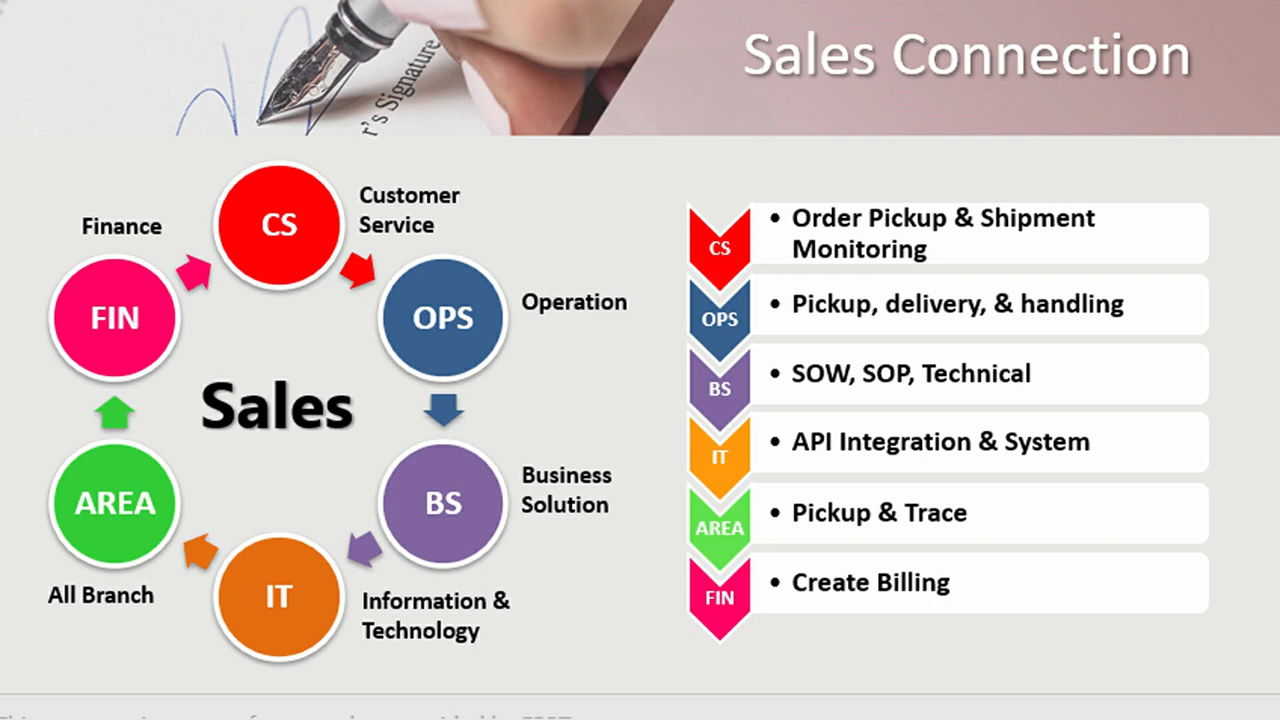 r's Signature
Sales Connection
CS
Customer
Service
Finance
FIN
OPS
Operation
Sales
AREA
BS
Business
Solution
All Branch
IT
Information &
Technology
CS
• Order Pickup & Shipment
Monitoring
OPS
• Pickup, delivery, & handling
BS
• SOW, SOP, Technical
IT
• API Integration & System
AREA
• Pickup & Trace
FIN
• Create Billing